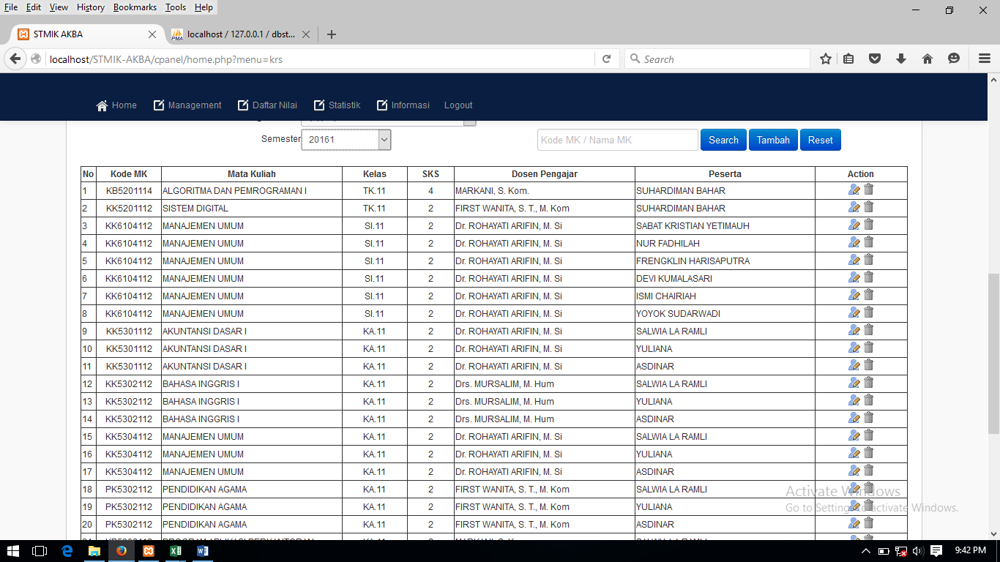 File Edit View History Bookmarks Tools Help
STMIK AKBA localhost / 127.0.0.1 / dbst...
localhost/STMIK-AKBA/cpanel/home.php?menu=krs Search
Home Management Daftar Nilai Statistik Informasi Logout
Semester 20161 Kode MK / Nama MK Search Tambah Reset
No Kode MK Mata Kuliah Kelas SKS Dosen Pengajar Peserta Action
1 KB5201114 ALGORITMA DAN PEMROGRAMAN I TK.11 4 MARKANI, S. Kom. SUHARDIMAN BAHAR
2 KK5201112 SISTEM DIGITAL TK.11 2 FIRST WANITA, S. T., M. Kom SUHARDIMAN BAHAR
3 KK6104112 MANAJEMEN UMUM SI.11 2 Dr. ROHAYATI ARIFIN, M. Si SABAT KRISTIAN YETIMAUH
4 KK6104112 MANAJEMEN UMUM SI.11 2 Dr. ROHAYATI ARIFIN, M. Si NUR FADHILAH
5 KK6104112 MANAJEMEN UMUM SI.11 2 Dr. ROHAYATI ARIFIN, M. Si FRENGKLIN HARISAPUTRA
6 KK6104112 MANAJEMEN UMUM SI.11 2 Dr. ROHAYATI ARIFIN, M. Si DEVI KUMALASARI
7 KK6104112 MANAJEMEN UMUM SI.11 2 Dr. ROHAYATI ARIFIN, M. Si ISMI CHAIRIAH
8 KK6104112 MANAJEMEN UMUM SI.11 2 Dr. ROHAYATI ARIFIN, M. Si YOYOK SUDARWADI
9 KK5301112 AKUNTANSI DASAR I KA.11 2 Dr. ROHAYATI ARIFIN, M. Si SALWIA LA RAMLI
10 KK5301112 AKUNTANSI DASAR I KA.11 2 Dr. ROHAYATI ARIFIN, M. Si YULIANA
11 KK5301112 AKUNTANSI DASAR I KA.11 2 Dr. ROHAYATI ARIFIN, M. Si ASDINAR
12 KK5302112 BAHASA INGGRIS I KA.11 2 Drs. MURSALIM, M. Hum SALWIA LA RAMLI
13 KK5302112 BAHASA INGGRIS I KA.11 2 Drs. MURSALIM, M. Hum YULIANA
14 KK5302112 BAHASA INGGRIS I KA.11 2 Drs. MURSALIM, M. Hum ASDINAR
15 KK5304112 MANAJEMEN UMUM KA.11 2 Dr. ROHAYATI ARIFIN, M. Si SALWIA LA RAMLI
16 KK5304112 MANAJEMEN UMUM KA.11 2 Dr. ROHAYATI ARIFIN, M. Si YULIANA
17 KK5304112 MANAJEMEN UMUM KA.11 2 Dr. ROHAYATI ARIFIN, M. Si ASDINAR
18 PK5302112 PENDIDIKAN AGAMA KA.11 2 FIRST WANITA, S. T., M. Kom SALWIA LA RAMLI
19 PK5302112 PENDIDIKAN AGAMA KA.11 2 FIRST WANITA, S. T., M. Kom YULIANA
20 PK5302112 PENDIDIKAN AGAMA KA.11 2 FIRST WANITA, S. T., M. Kom ASDINAR
Activate Windows
Go to Settings to activate Windows.
9:42 PM